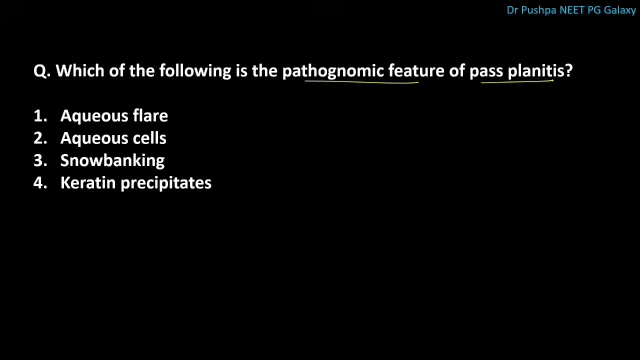 Dr Pushpa NEET PG Galaxy
Q. Which of the following is the pathognomic feature of pass planitis?
1. Aqueous flare
2. Aqueous cells
3. Snowbanking
4. Keratin precipitates